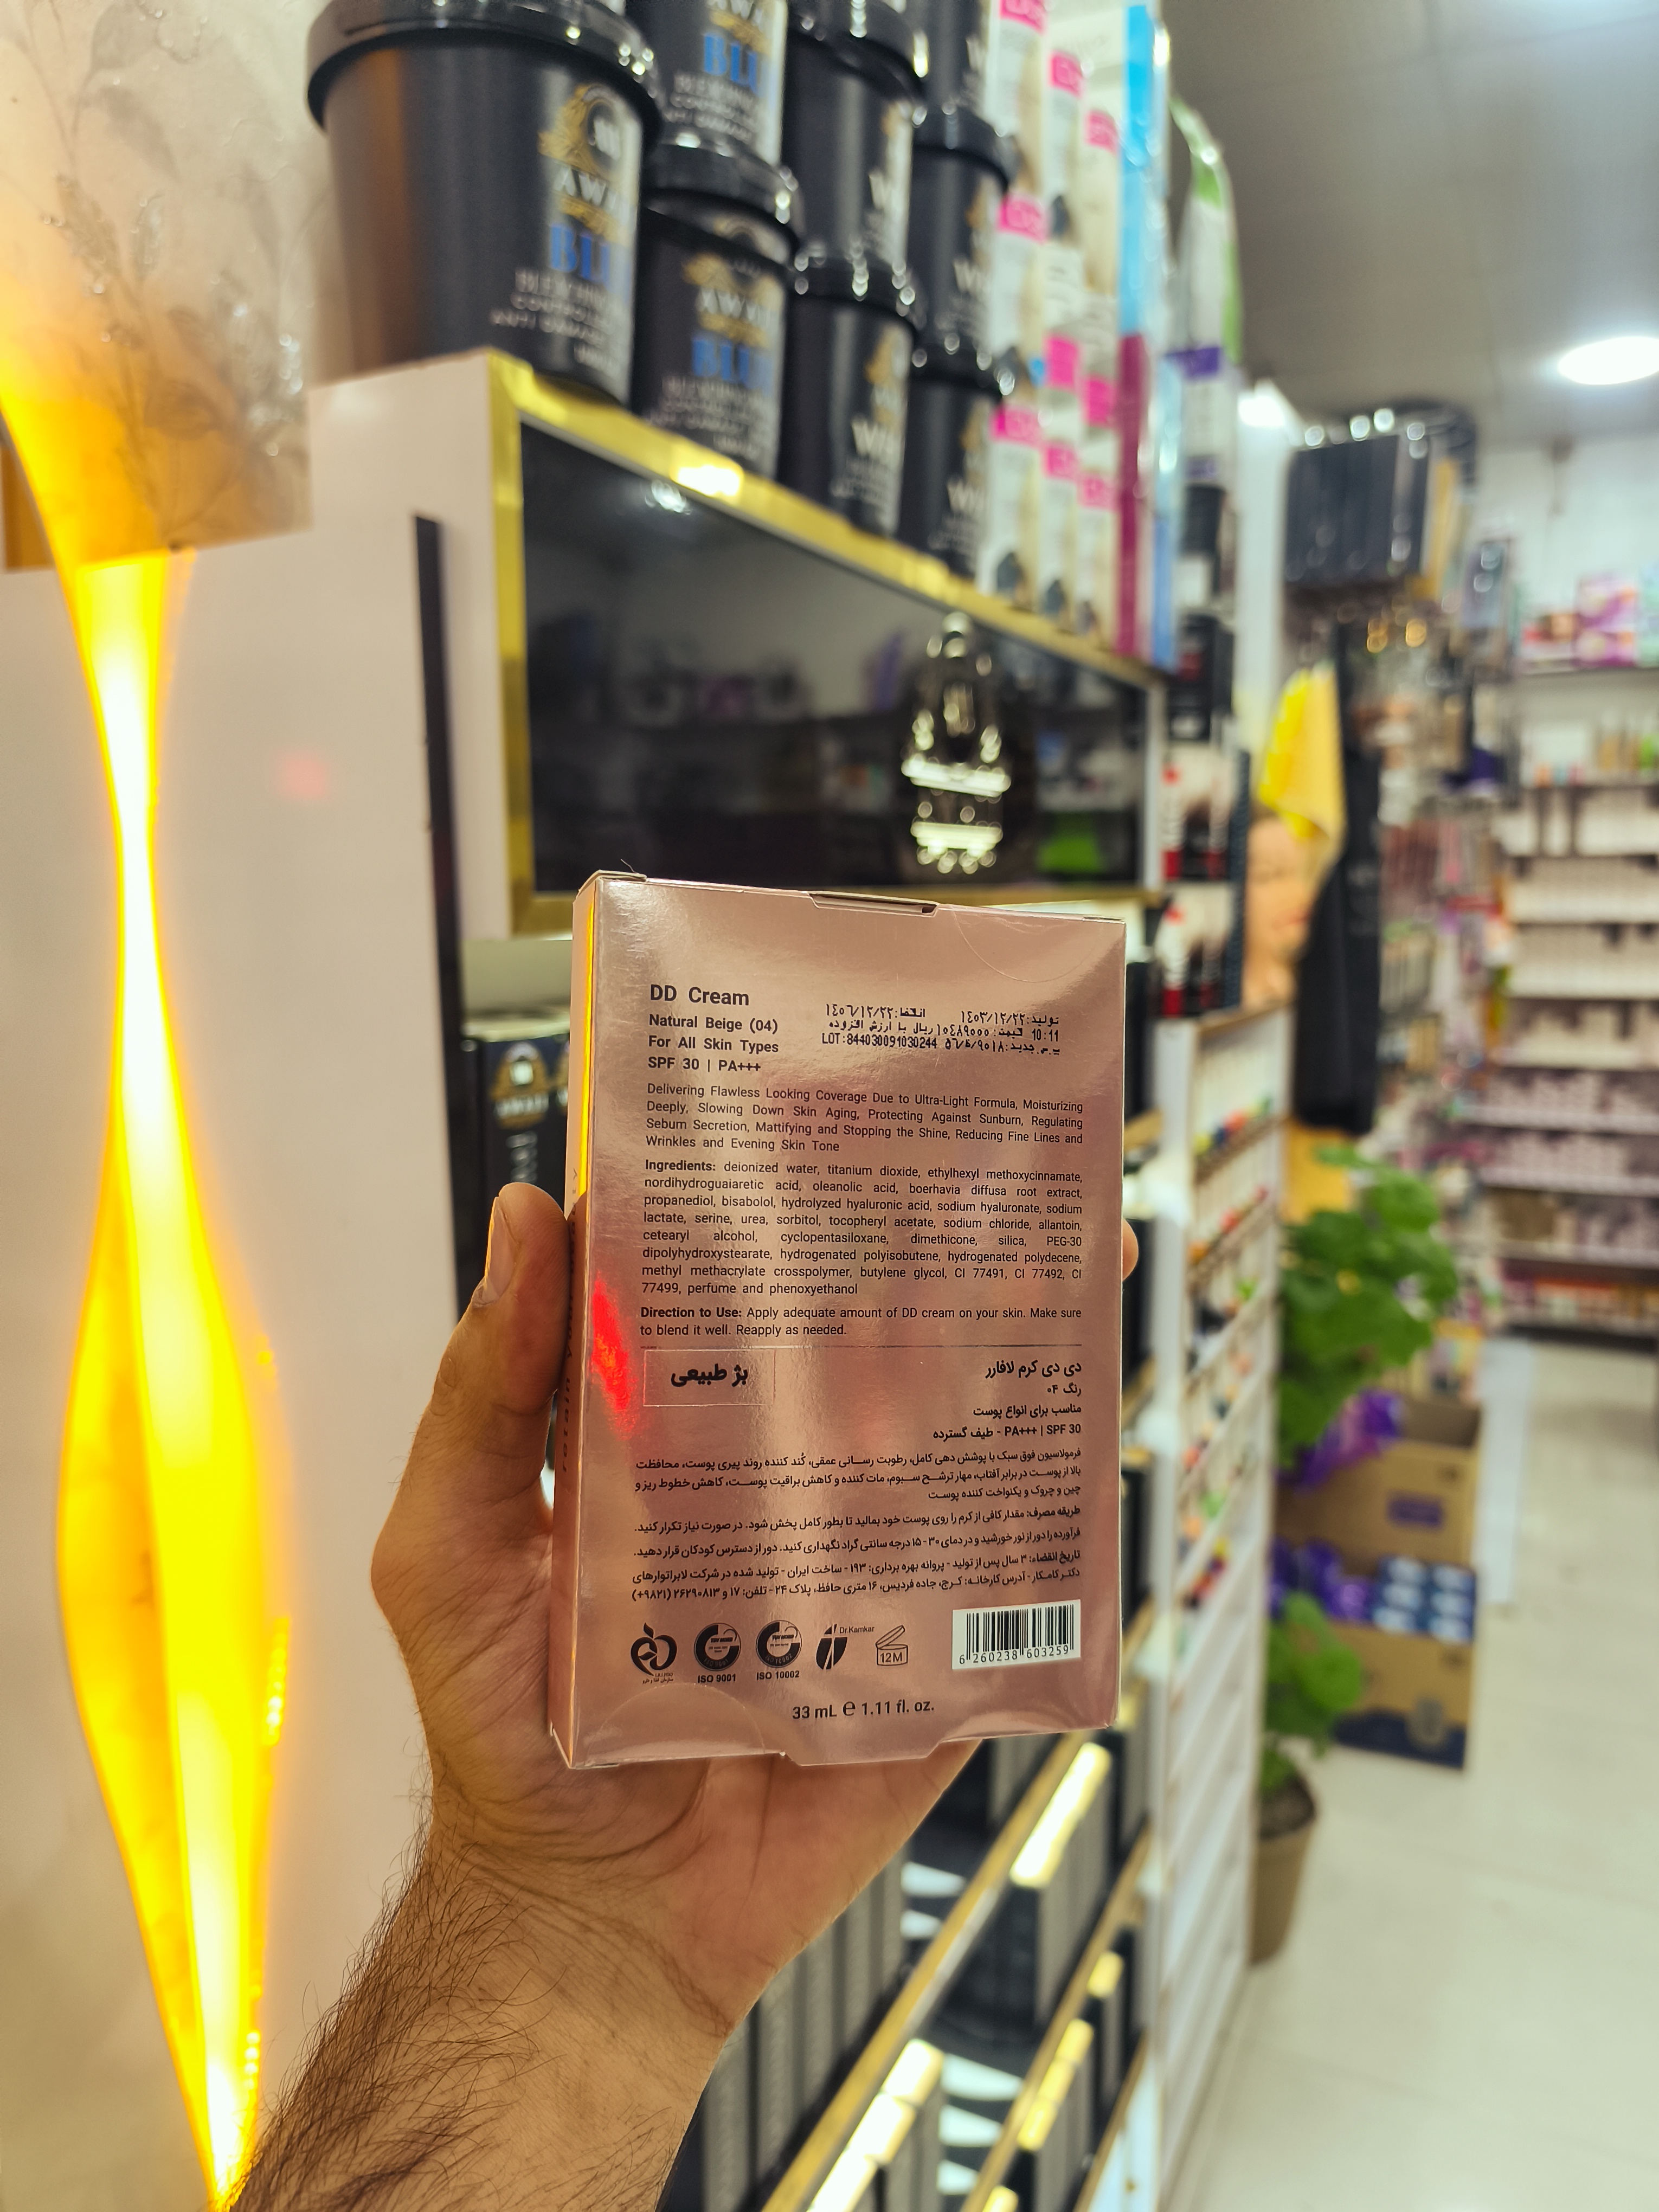 BLU
AWA
BLU
AWA
BLU
DD Cream
Natural Beige (04)
For All Skin Types
SPF 30 | PA+++
تولید:۱۴۰۳/۱۲/۲۲ انقضا:۱۴۰۶/۱۲/۲۲
10:11 قیمت:۱۰۴۸۹۰۰۰ ریال با ارزش افزوده
LOT:844030091030244
Delivering Flawless Looking Coverage Due to Ultra-Light Formula, Moisturizing
Deeply, Slowing Down Skin Aging, Protecting Against Sunburn, Regulating
Sebum Secretion, Mattifying and Stopping the Shine, Reducing Fine Lines and
Wrinkles and Evening Skin Tone
Ingredients: deionized water, titanium dioxide, ethylhexyl methoxycinnamate,
nordihydroguaiaretic acid, oleanolic acid, boerhavia diffusa root extract,
propanediol, bisabolol, hydrolyzed hyaluronic acid, sodium hyaluronate, sodium
lactate, serine, urea, sorbitol, tocopheryl acetate, sodium chloride, allantoin,
cetearyl alcohol, cyclopentasiloxane, dimethicone, silica, PEG-30
dipolyhydroxystearate, hydrogenated polyisobutene, hydrogenated polydecene,
methyl methacrylate crosspolymer, butylene glycol, CI 77491, CI 77492, CI
77499, perfume and phenoxyethanol
Direction to Use: Apply adequate amount of DD cream on your skin. Make sure
to blend it well. Reapply as needed.
دی دی کرم لافارر
بژ طبیعی
رنگ ۰۴
مناسب برای انواع پوست
SPF 30 | PA+++ - طیف گسترده
فرمولاسیون فوق سبک با پوشش دهی کامل، رطوبت رسانی عمقی، کُند کننده روند پیری پوست، محافظت
بالا از پوست در برابر آفتاب، مهار ترشح سبوم، مات کننده و کاهش براقیت پوست، کاهش خطوط ریز و
چین و چروک و یکنواخت کننده پوست
طریقه مصرف: مقدار کافی از کرم را روی پوست خود بمالید تا بطور کامل پخش شود. در صورت نیاز تکرار کنید.
فرآورده را دور از نور خورشید و در دمای ۳۰-۱۵ درجه سانتی گراد نگهداری کنید. دور از دسترس کودکان قرار دهید.
تاریخ انقضاء: ۳ سال پس از تولید - پروانه بهره برداری: ۱۹۳ - ساخت ایران - تولید شده در شرکت لابراتوارهای
دکتر کامکار - آدرس کارخانه: کرج، جاده فردیس، ۱۶ متری حافظ، پلاک ۲۴ - تلفن: ۱۷ و ۲۶۲۹۰۸۱۳ (۹۸۲۱+)
Dr.Kamkar
12M
ISO 9001
ISO 10002
6 260238 603259
33 mL ℮ 1.11 fl. oz.